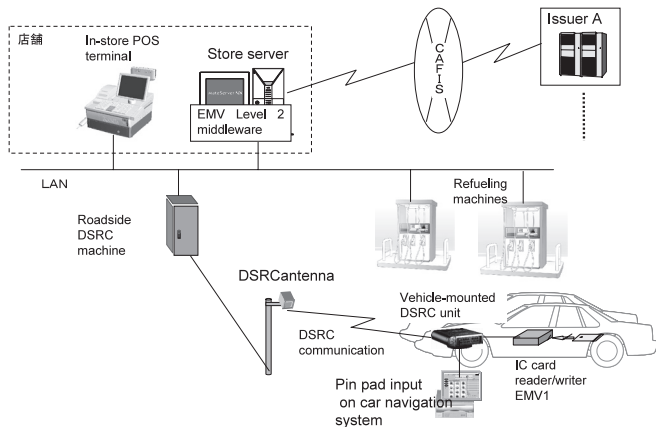 店舗
In-store POS
terminal
Store server
EMV Level 2
middleware
CAFIS
Issuer A
LAN
Roadside
DSRC
machine
Refueling
machines
DSRCantenna
DSRC
communication
Vehicle-mounted
DSRC unit
IC card
reader/writer
EMV1
Pin pad input
on car navigation
system